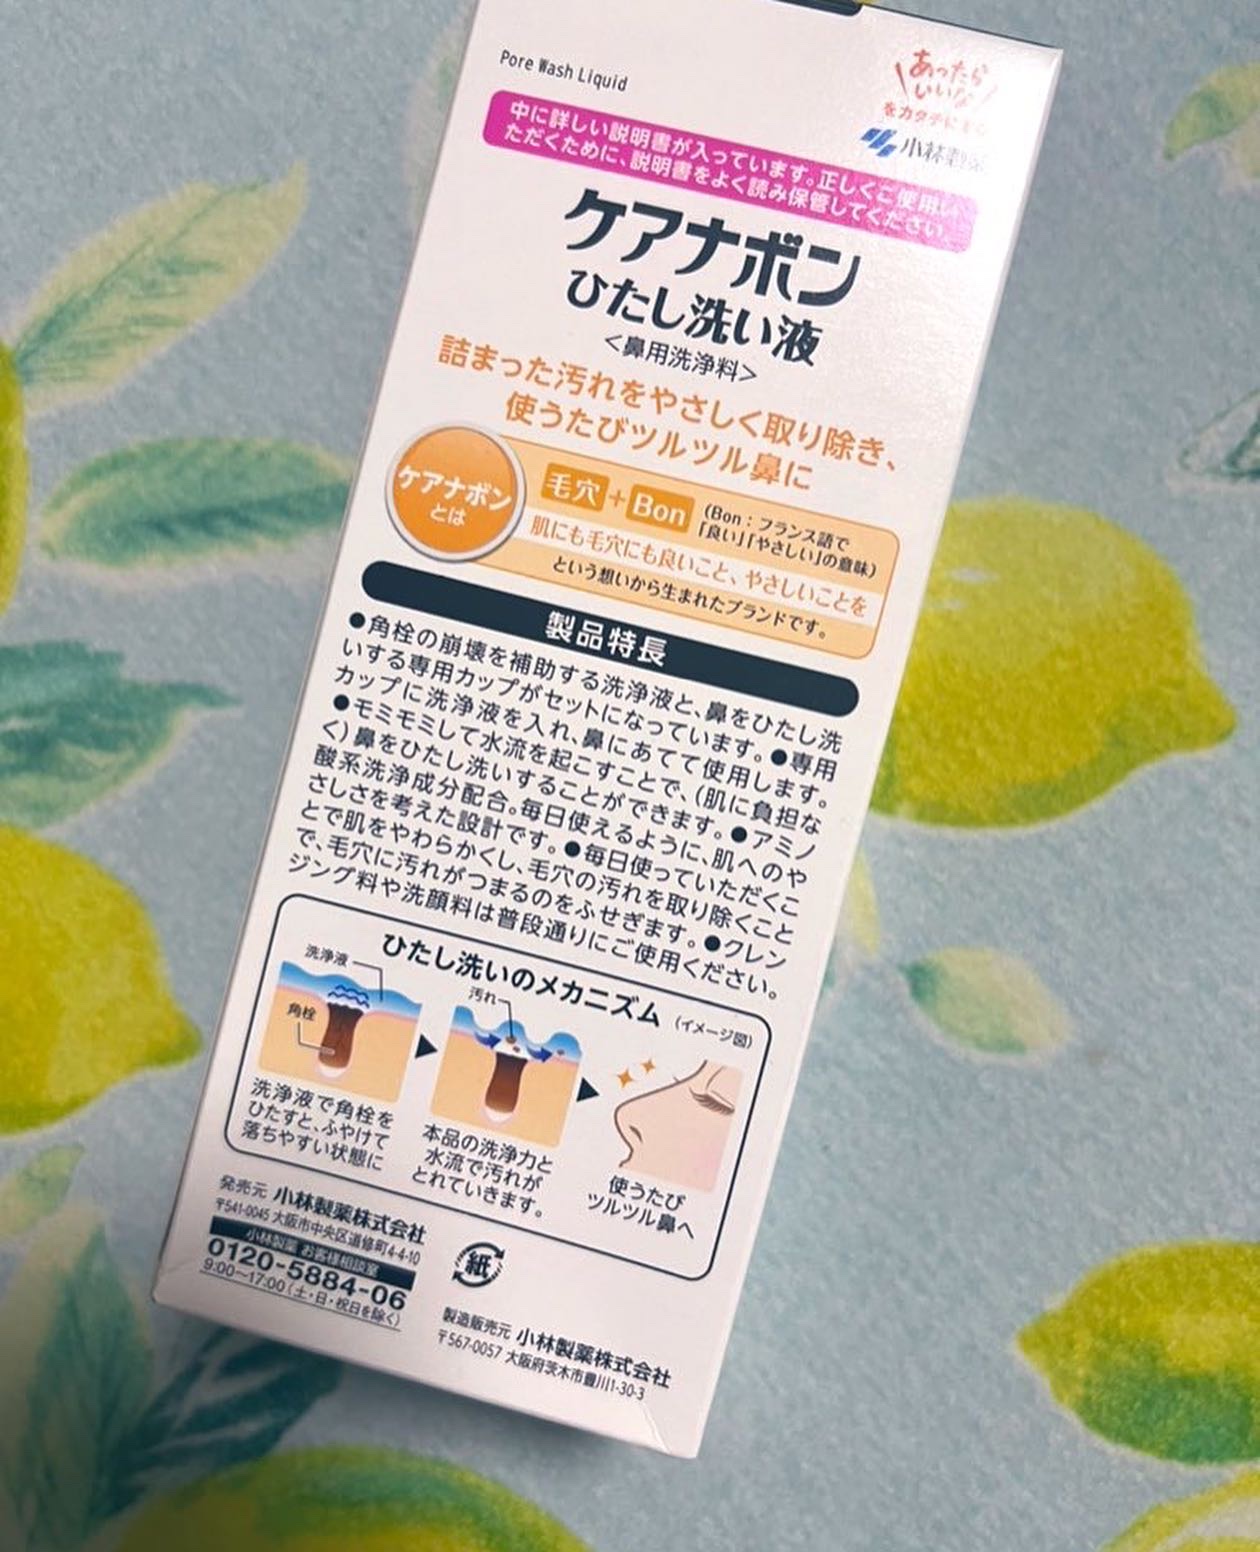 Pore Wash Liquid
あったら
いいな
をカタチにする
小林製薬
中に詳しい説明書が入っています。正しくご使用い
ただくために、説明書をよく読み保管してください。
ケアナボン
ひたし洗い液
<鼻用洗浄料>
詰まった汚れをやさしく取り除き、
使うたびツルツル鼻に
ケアナボン
とは
毛穴+Bon
(Bon:フランス語で
「良い」「やさしい」の意味)
肌にも毛穴にも良いこと、やさしいことを
という想いから生まれたブランドです。
製品特長
●角栓の崩壊を補助する洗浄液と、鼻をひたし洗
いする専用カップがセットになっています。●専用
カップに洗浄液を入れ、鼻にあてて使用します。
●モミモミして水流を起こすことで、(肌に負担な
く)鼻をひたし洗いすることができます。●アミノ
酸系洗浄成分配合。毎日使えるように、肌へのや
さしさを考えた設計です。●毎日使っていただくこ
とで肌をやわらかくし、毛穴の汚れを取り除くこと
で、毛穴に汚れがつまるのをふせぎます。●クレン
ジング料や洗顔料は普段通りにご使用ください。
ひたし洗いのメカニズム (イメージ図)
洗浄液
角栓
汚れ
洗浄液で角栓を
ひたすと、ふやけて
落ちやすい状態に
本品の洗浄力と
水流で汚れが
とれていきます。
使うたび
ツルツル鼻へ
発売元 小林製薬株式会社
〒541-0045 大阪市中央区道修町4-4-10
小林製薬 お客様相談室
0120-5884-06
9:00〜17:00(土・日・祝日を除く)
紙
製造販売元 小林製薬株式会社
〒567-0057 大阪府茨木市豊川1-30-3